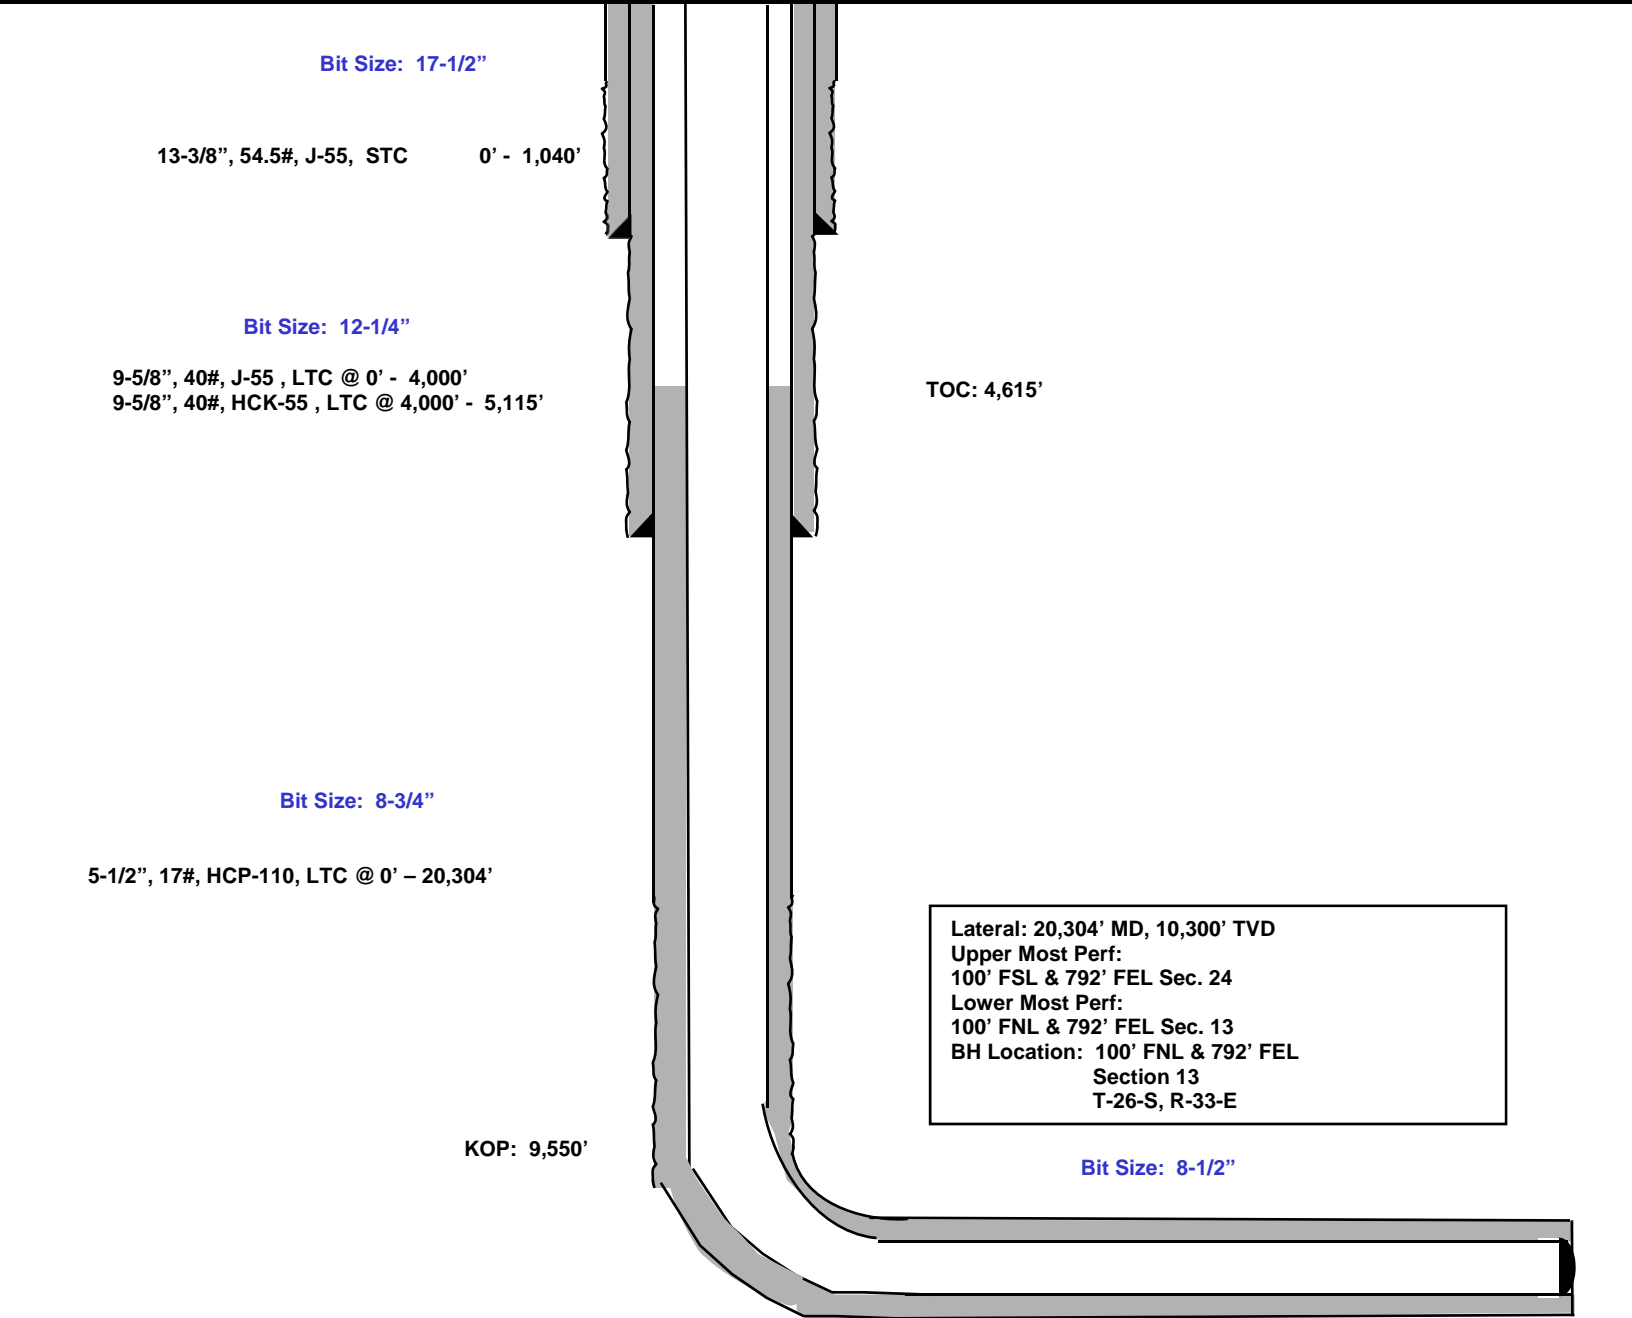 Bit Size: 17-1/2”
13-3/8”, 54.5#, J-55, STC 0’ - 1,040’
Bit Size: 12-1/4”
9-5/8”, 40#, J-55 , LTC @ 0’ - 4,000’
9-5/8”, 40#, HCK-55 , LTC @ 4,000’ - 5,115’
TOC: 4,615’
Bit Size: 8-3/4”
5-1/2”, 17#, HCP-110, LTC @ 0’ – 20,304’
Lateral: 20,304’ MD, 10,300’ TVD
Upper Most Perf:
100’ FSL & 792’ FEL Sec. 24
Lower Most Perf:
100’ FNL & 792’ FEL Sec. 13
BH Location: 100’ FNL & 792’ FEL
Section 13
T-26-S, R-33-E
KOP: 9,550’
Bit Size: 8-1/2”